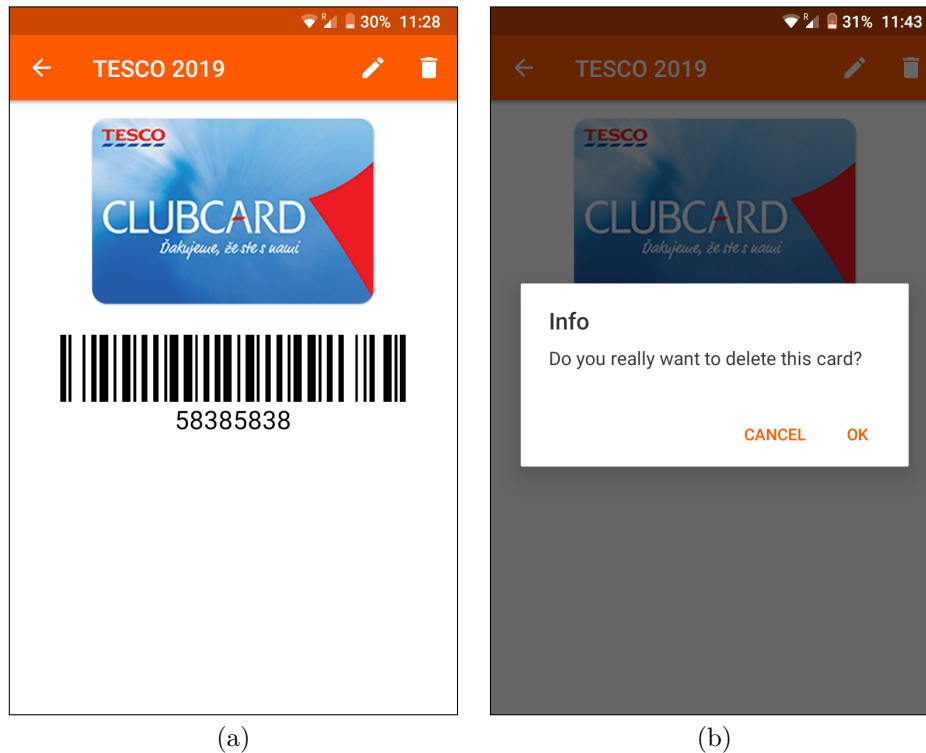 R 30% 11:28
TESCO 2019
TESCO
CLUBCARD
Ďakujeme, že ste s nami
58385838
(a)
R 31% 11:43
TESCO 2019
TESCO
CLUBCARD
Ďakujeme, že ste s nami
Info
Do you really want to delete this card?
CANCEL OK
(b)